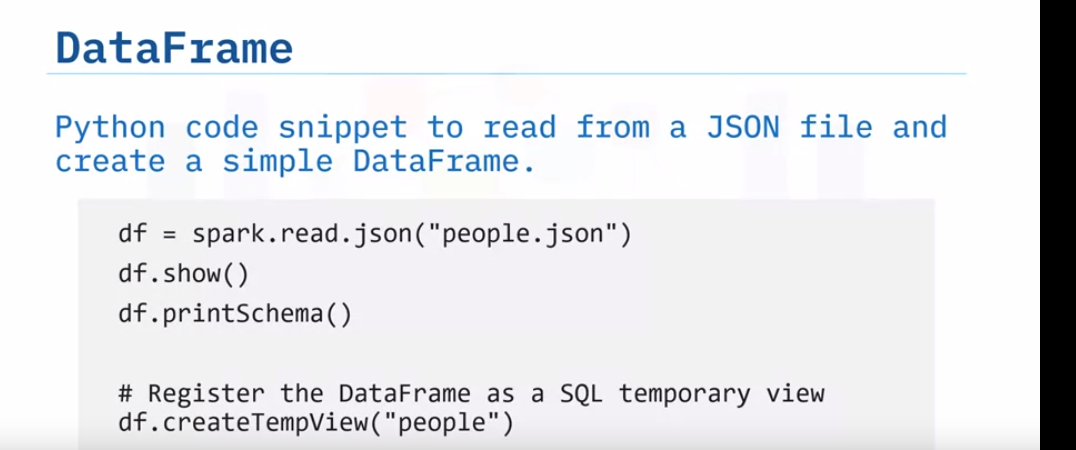 DataFrame
Python code snippet to read from a JSON file and
create a simple DataFrame.
df = spark.read.json("people.json")
df.show()
df.printSchema()
# Register the DataFrame as a SQL temporary view
df.createTempView("people")